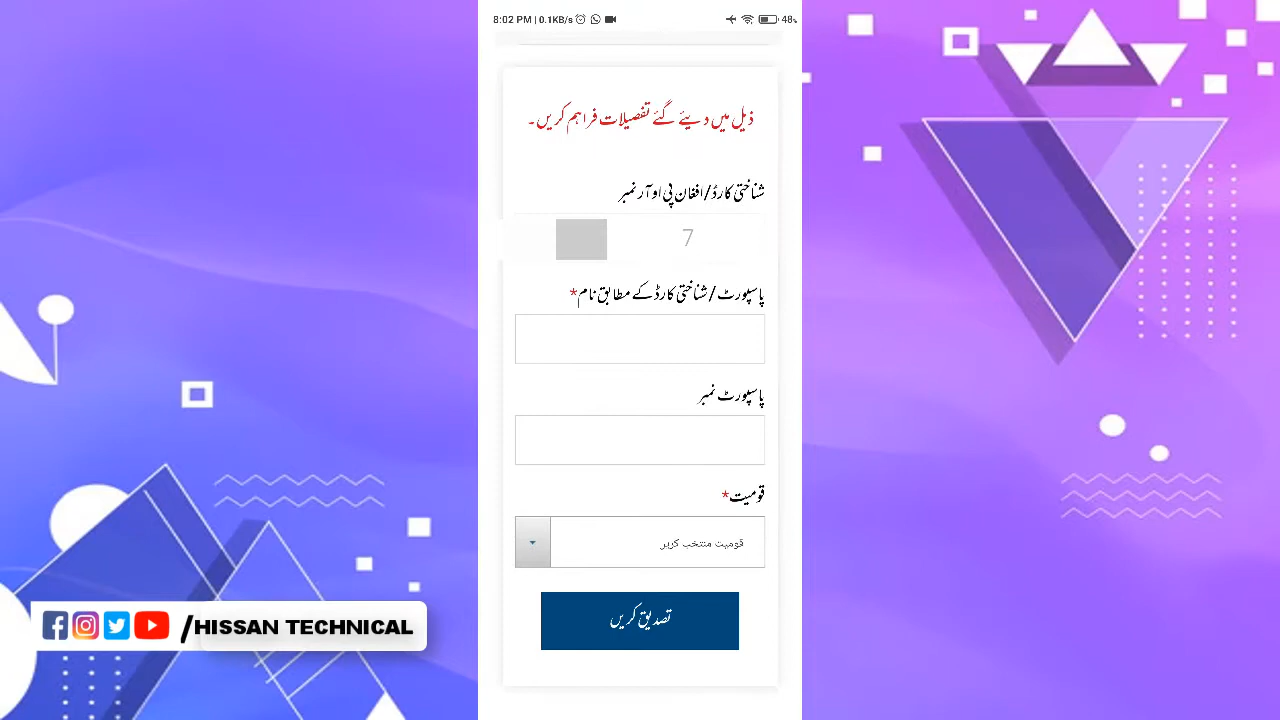 8:02 PM | 0.1KB/s
48%
ذیل میں دیئے گئے تفصیلات فراہم کریں۔
شناختی کارڈ/افغان پی او آر نمبر
7
پاسپورٹ/شناختی کارڈ کے مطابق نام*
پاسپورٹ نمبر
قومیت*
قومیت منتخب کریں
تصدیق کریں
/HISSAN TECHNICAL